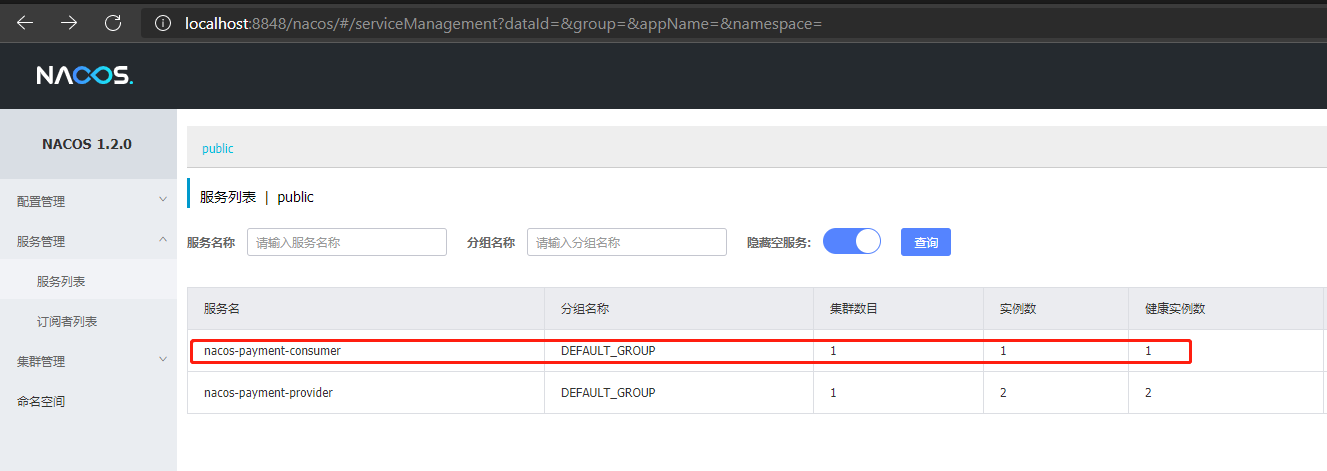 localhost:8848/nacos/#/serviceManagement?dataId=&group=&appName=&namespace=
NACOS.
NACOS 1.2.0
配置管理
服务管理
服务列表
订阅者列表
集群管理
命名空间
public
服务列表 | public
服务名称 请输入服务名称 分组名称 请输入分组名称 隐藏空服务: 查询
服务名 分组名称 集群数目 实例数 健康实例数
nacos-payment-consumer DEFAULT_GROUP 1 1 1
nacos-payment-provider DEFAULT_GROUP 1 2 2